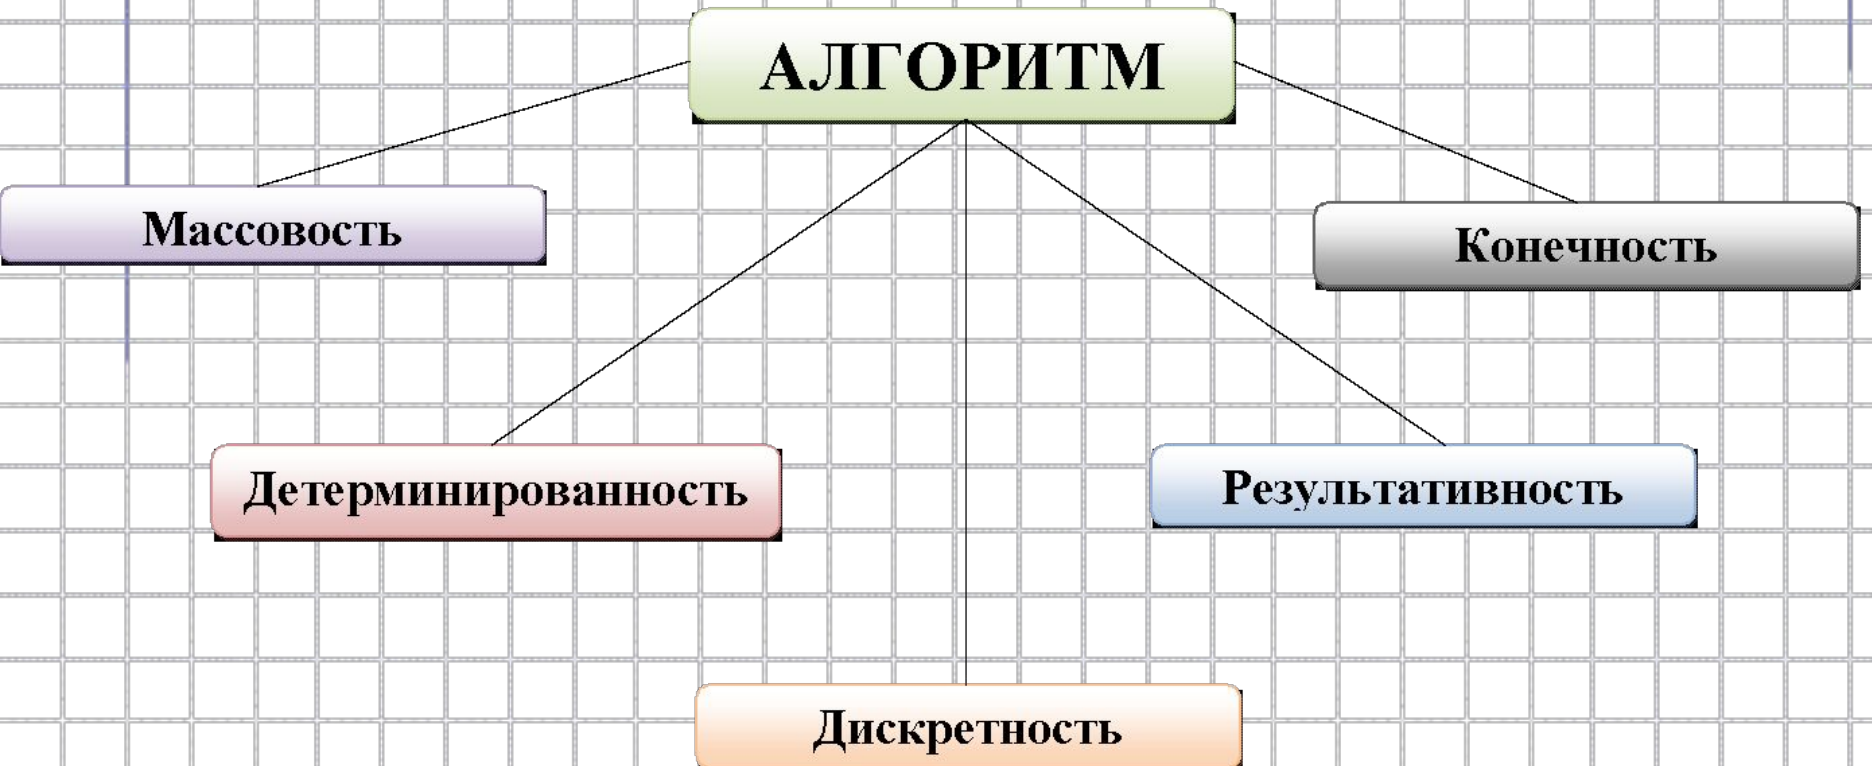 АЛГОРИТМ
Массовость
Конечность
Детерминированность
Результативность
Дискретность